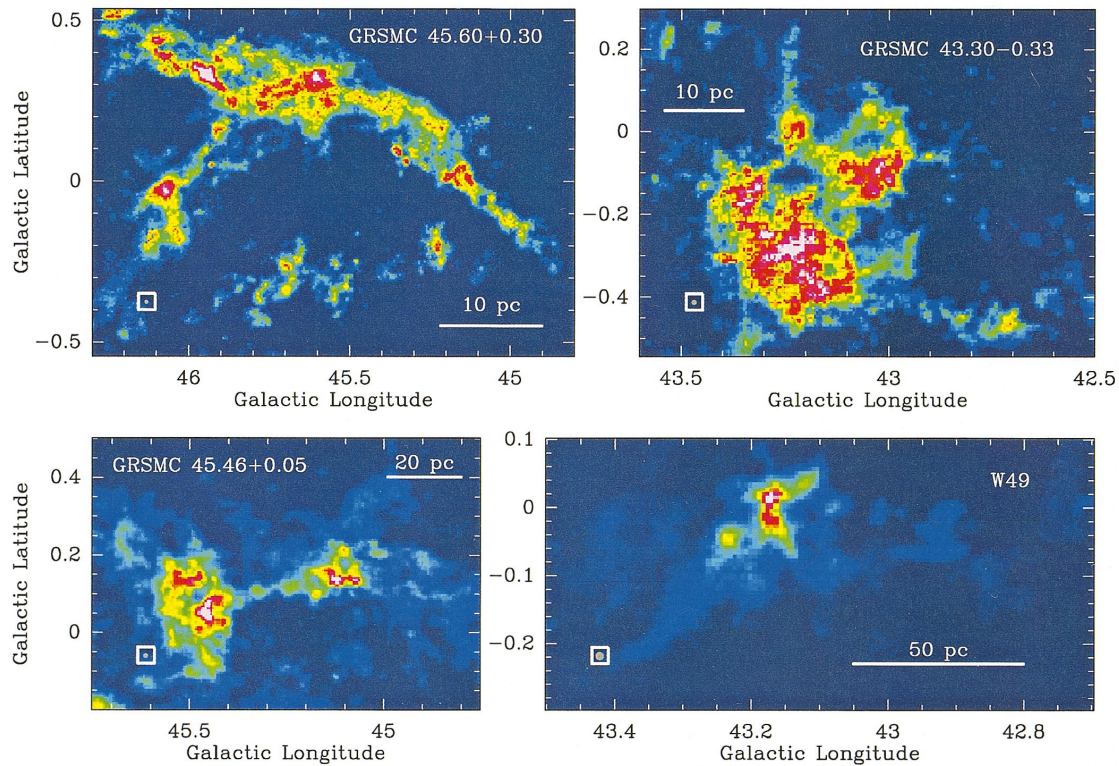 GRSMC 45.60+0.30
0.5
0
−0.5
Galactic Latitude
10 pc
46
45.5
45
Galactic Longitude
GRSMC 43.30−0.33
10 pc
0.2
0
−0.2
−0.4
43.5
43
42.5
Galactic Longitude
GRSMC 45.46+0.05
20 pc
0.4
0.2
0
Galactic Latitude
45.5
45
Galactic Longitude
W49
0.1
0
−0.1
−0.2
50 pc
43.4
43.2
43
42.8
Galactic Longitude